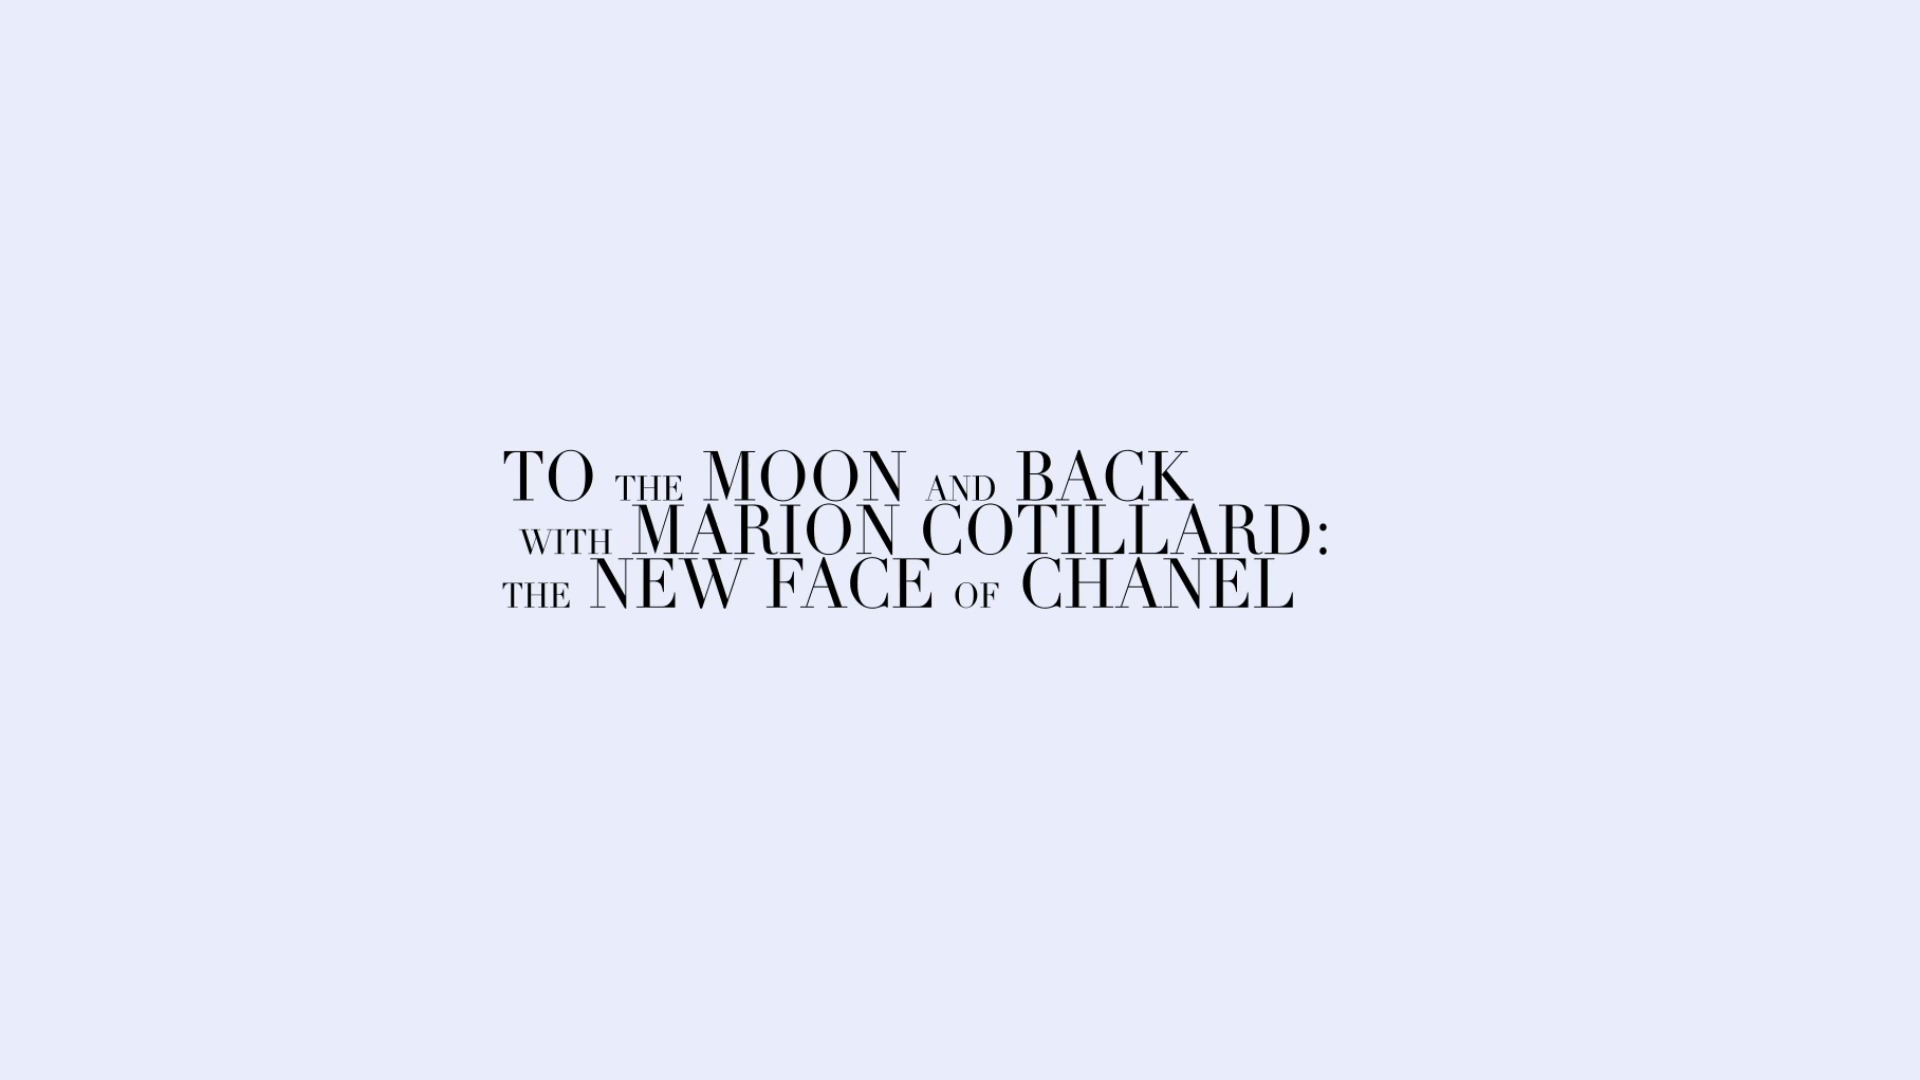 TO THE MOON AND BACK
WITH MARION COTILLARD:
THE NEW FACE OF CHANEL